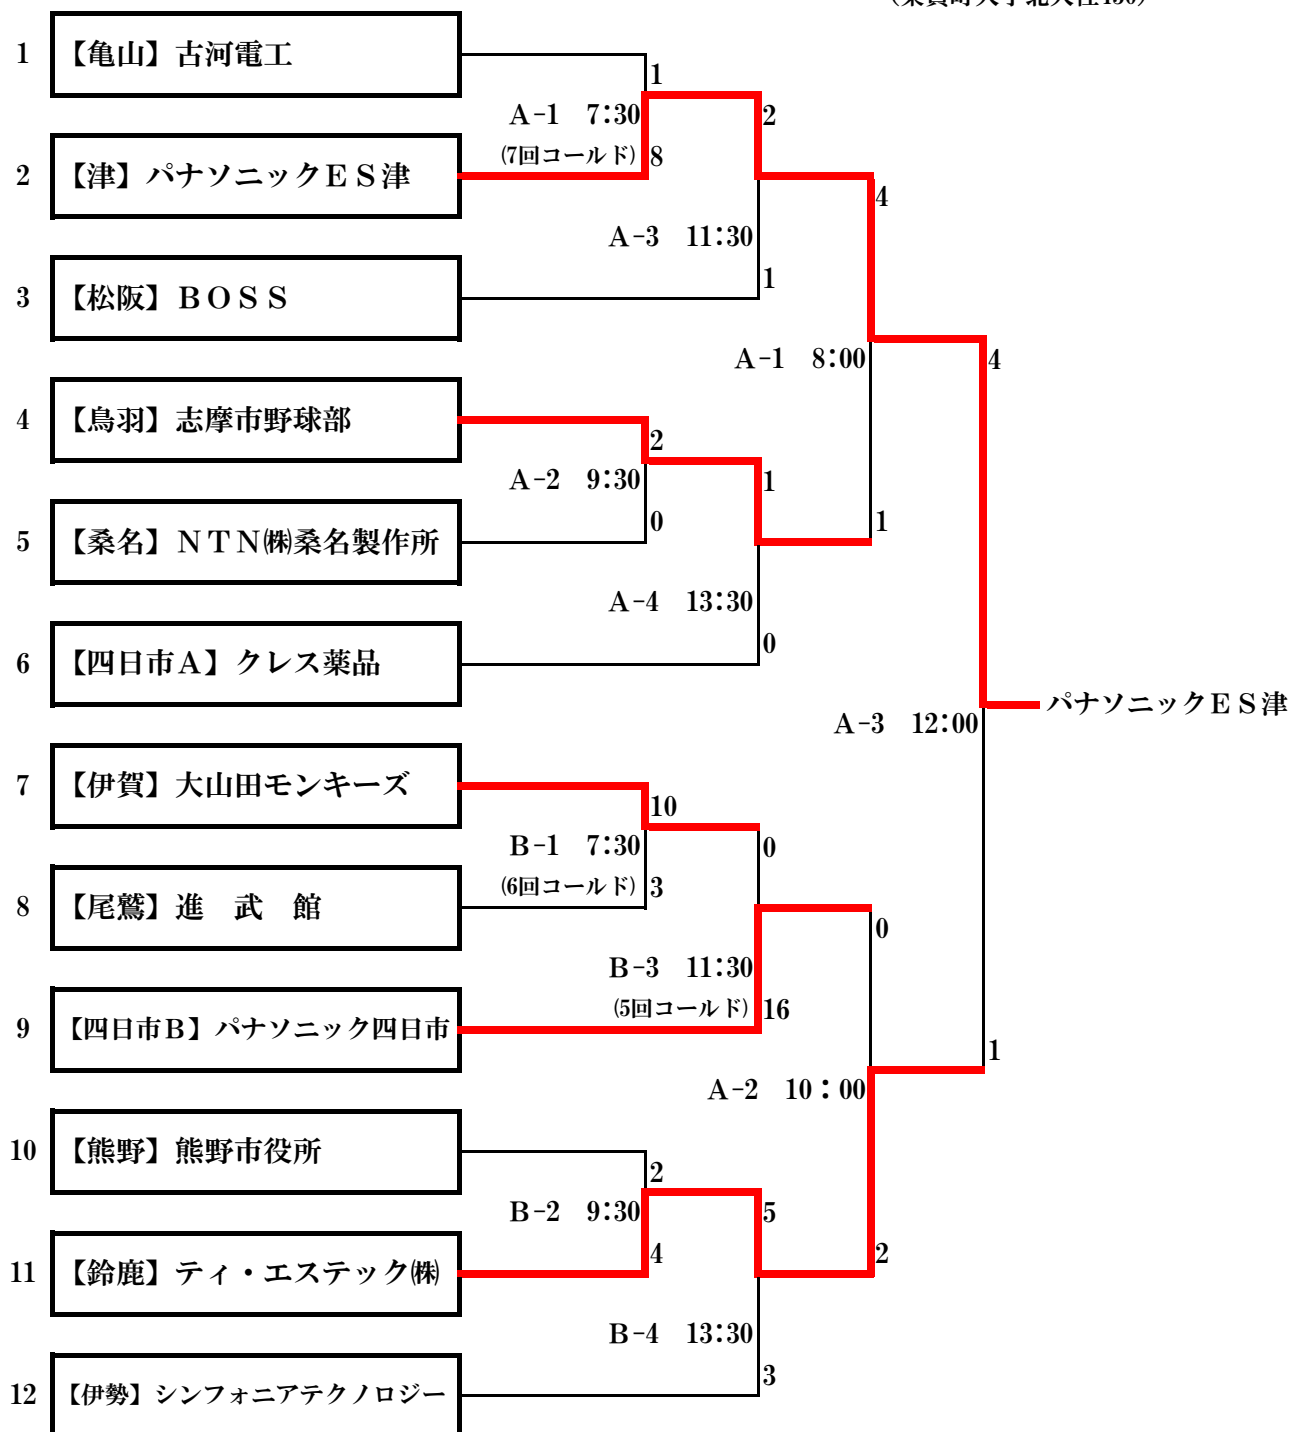 1 【亀山】古河電工
1
A-1 7:30
2
(7回コールド) 8
2 【津】パナソニックＥＳ津
4
A-3 11:30
1
3 【松阪】ＢＯＳＳ
A-1 8:00
4
4 【鳥羽】志摩市野球部
2
A-2 9:30
1
0
1
5 【桑名】ＮＴＮ㈱桑名製作所
A-4 13:30
0
6 【四日市Ａ】クレス薬品
パナソニックＥＳ津
A-3 12:00
7 【伊賀】大山田モンキーズ
10
B-1 7:30
0
(6回コールド) 3
8 【尾鷲】進　武　館
0
B-3 11:30
(5回コールド) 16
9 【四日市Ｂ】パナソニック四日市
1
A-2 10：00
10 【熊野】熊野市役所
2
B-2 9:30
5
4
2
11 【鈴鹿】ティ・エステック㈱
B-4 13:30
3
12 【伊勢】シンフォニアテクノロジー